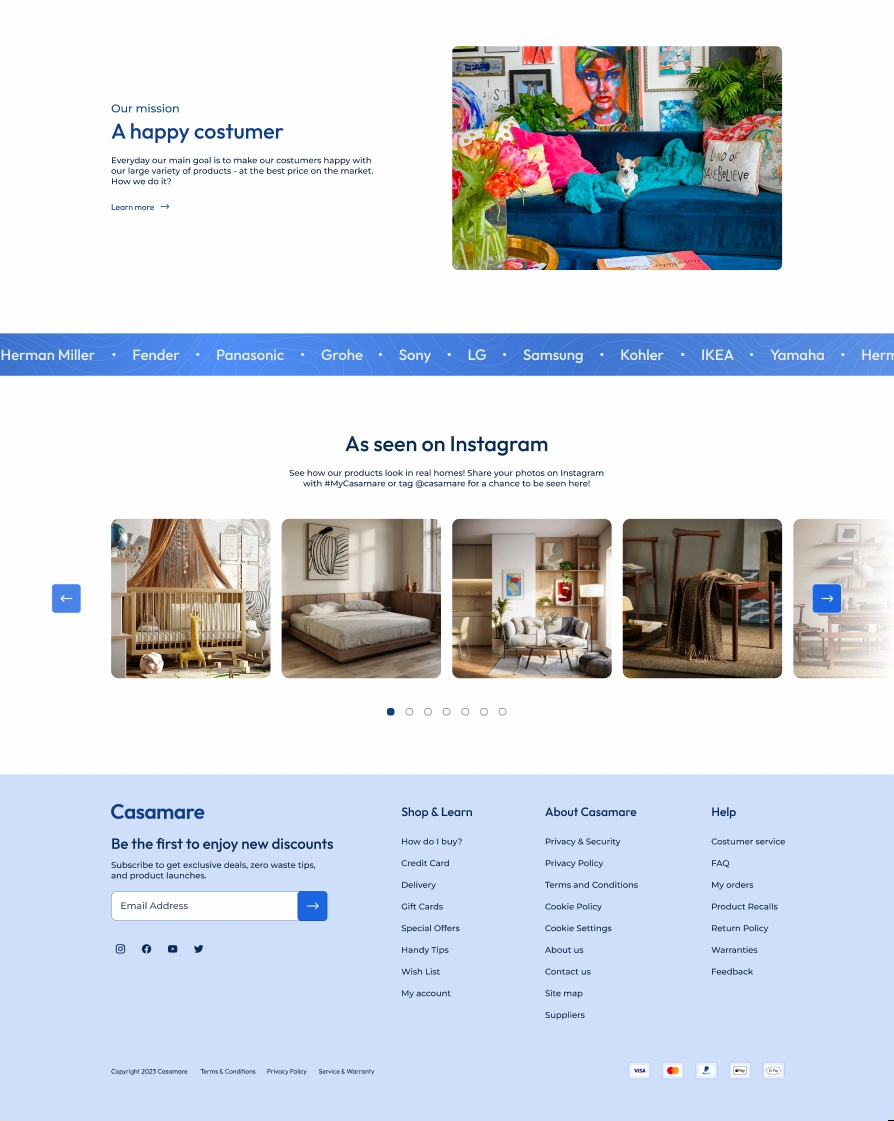 Our mission
A happy costumer
Everyday our main goal is to make our costumers happy with
our large variety of products - at the best price on the market.
How we do it?
Learn more
Herman Miller • Fender • Panasonic • Grohe • Sony • LG • Samsung • Kohler • IKEA • Yamaha • Herm
As seen on Instagram
See how our products look in real homes! Share your photos on Instagram
with #MyCasamare or tag @casamare for a chance to be seen here!
Casamare
Be the first to enjoy new discounts
Subscribe to get exclusive deals, zero waste tips,
and product launches.
Email Address
Shop & Learn
How do I buy?
Credit Card
Delivery
Gift Cards
Special Offers
Handy Tips
Wish List
My account
About Casamare
Privacy & Security
Privacy Policy
Terms and Conditions
Cookie Policy
Cookie Settings
About us
Contact us
Site map
Suppliers
Help
Costumer service
FAQ
My orders
Product Recalls
Return Policy
Warranties
Feedback
Copyright 2023 Casamare Terms & Conditions Privacy Policy Service & Warranty
VISA
PayPal
Pay
G Pay